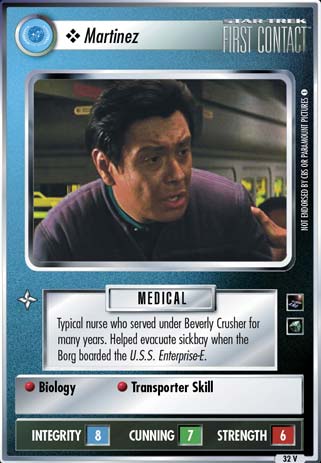 ❖ Martinez
STAR TREK
FIRST CONTACT
NOT ENDORSED BY CBS OR PARAMOUNT PICTURES
MEDICAL
Typical nurse who served under Beverly Crusher for
many years. Helped evacuate sickbay when the
Borg boarded the U.S.S. Enterprise-E.
Biology Transporter Skill
INTEGRITY 8 CUNNING 7 STRENGTH 6
32 V